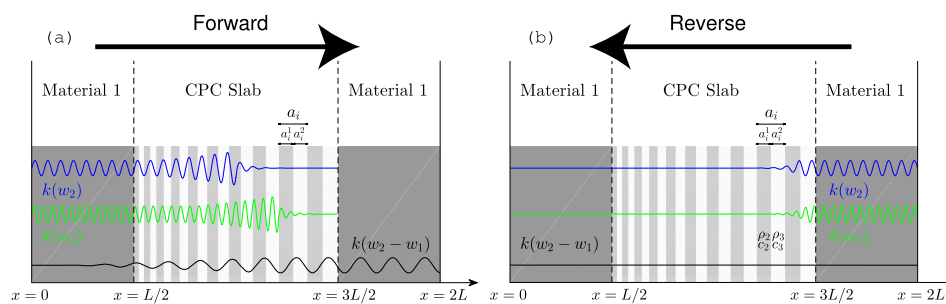 (a)
Forward
Material 1
CPC Slab
Material 1
a_i
a_i^1 a_i^2
k(w_2)
k(w_2 − w_1)
x = 0
x = L/2
x = 3L/2
x = 2L
(b)
Reverse
Material 1
CPC Slab
Material 1
a_i
a_i^1 a_i^2
k(w_2)
k(w_2 − w_1)
ρ_2 ρ_3
c_2 c_3
x = 0
x = L/2
x = 3L/2
x = 2L